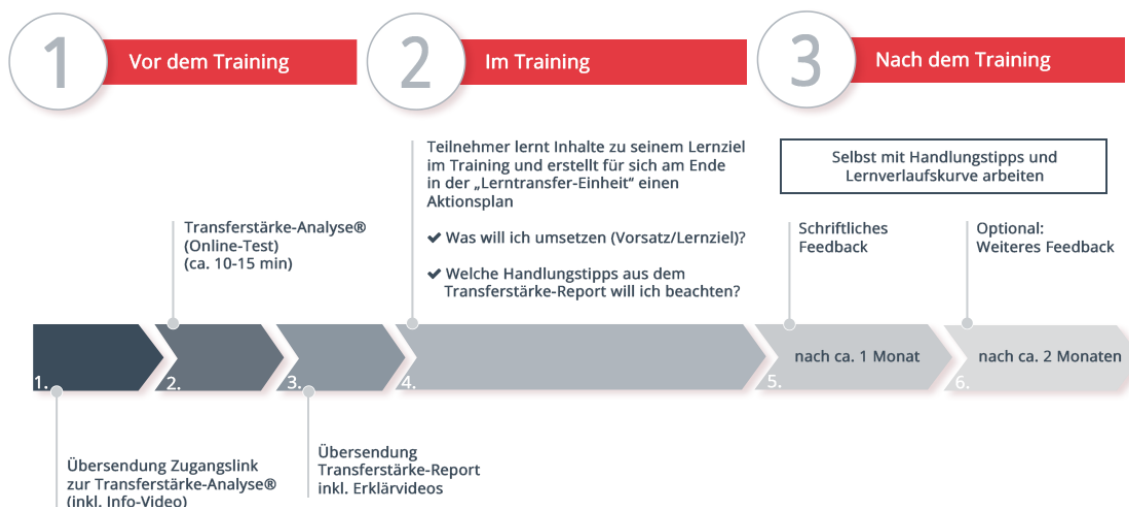 1
Vor dem Training
2
Im Training
3
Nach dem Training
Teilnehmer lernt Inhalte zu seinem Lernziel
im Training und erstellt für sich am Ende
in der „Lerntransfer-Einheit“ einen
Aktionsplan
✔ Was will ich umsetzen (Vorsatz/Lernziel)?
✔ Welche Handlungstipps aus dem
Transferstärke-Report will ich beachten?
Selbst mit Handlungstipps und
Lernverlaufskurve arbeiten
Transferstärke-Analyse®
(Online-Test)
(ca. 10-15 min)
Schriftliches
Feedback
Optional:
Weiteres Feedback
1.
2.
3.
4.
5.
nach ca. 1 Monat
6.
nach ca. 2 Monaten
Übersendung Zugangslink
zur Transferstärke-Analyse®
(inkl. Info-Video)
Übersendung
Transferstärke-Report
inkl. Erklärvideos